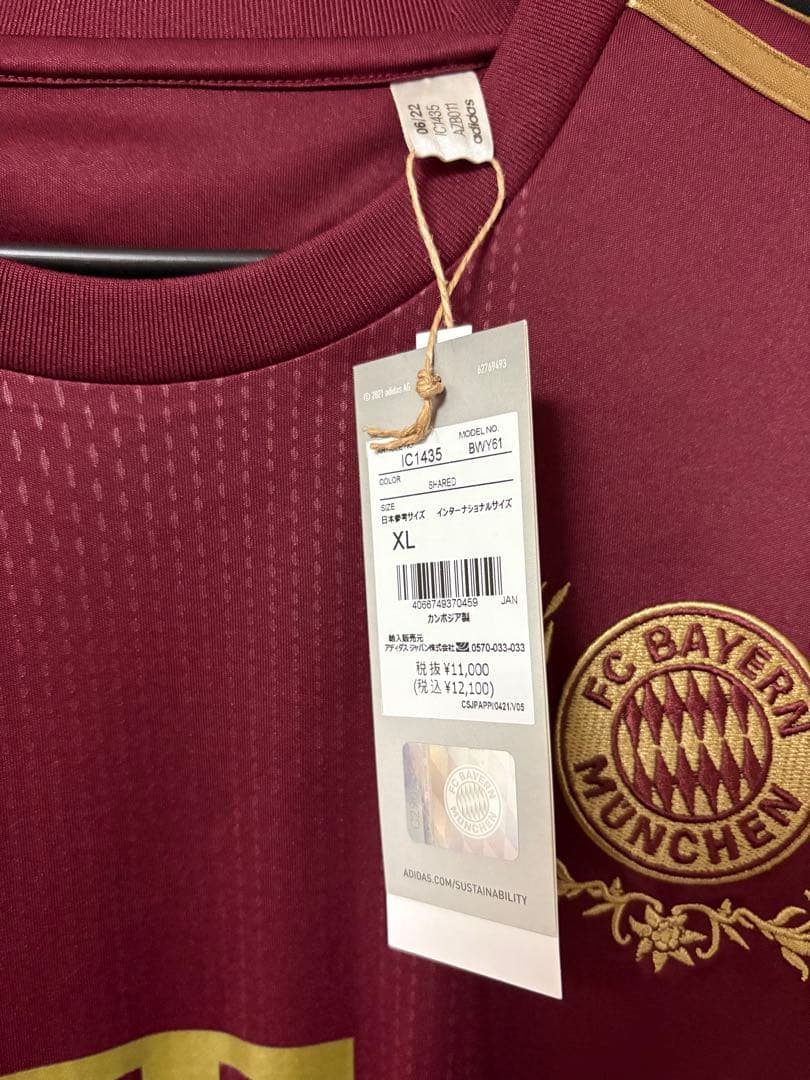 06/22
IC1435
AZB011
adidas
© 2021 adidas AG
62769493
MODEL NO.
IC1435
BWY61
COLOR
SHARED
SIZE
日本参考サイズ インターナショナルサイズ
XL
4066749370459 JAN
カンボジア製
輸入販売元
アディダス ジャパン株式会社 0570-033-033
税抜 ¥11,000
(税込 ¥12,100)
CSJPAPPI/0421/V05
FC BAYERN
MÜNCHEN
ADIDAS.COM/SUSTAINABILITY
FC BAYERN
MÜNCHEN